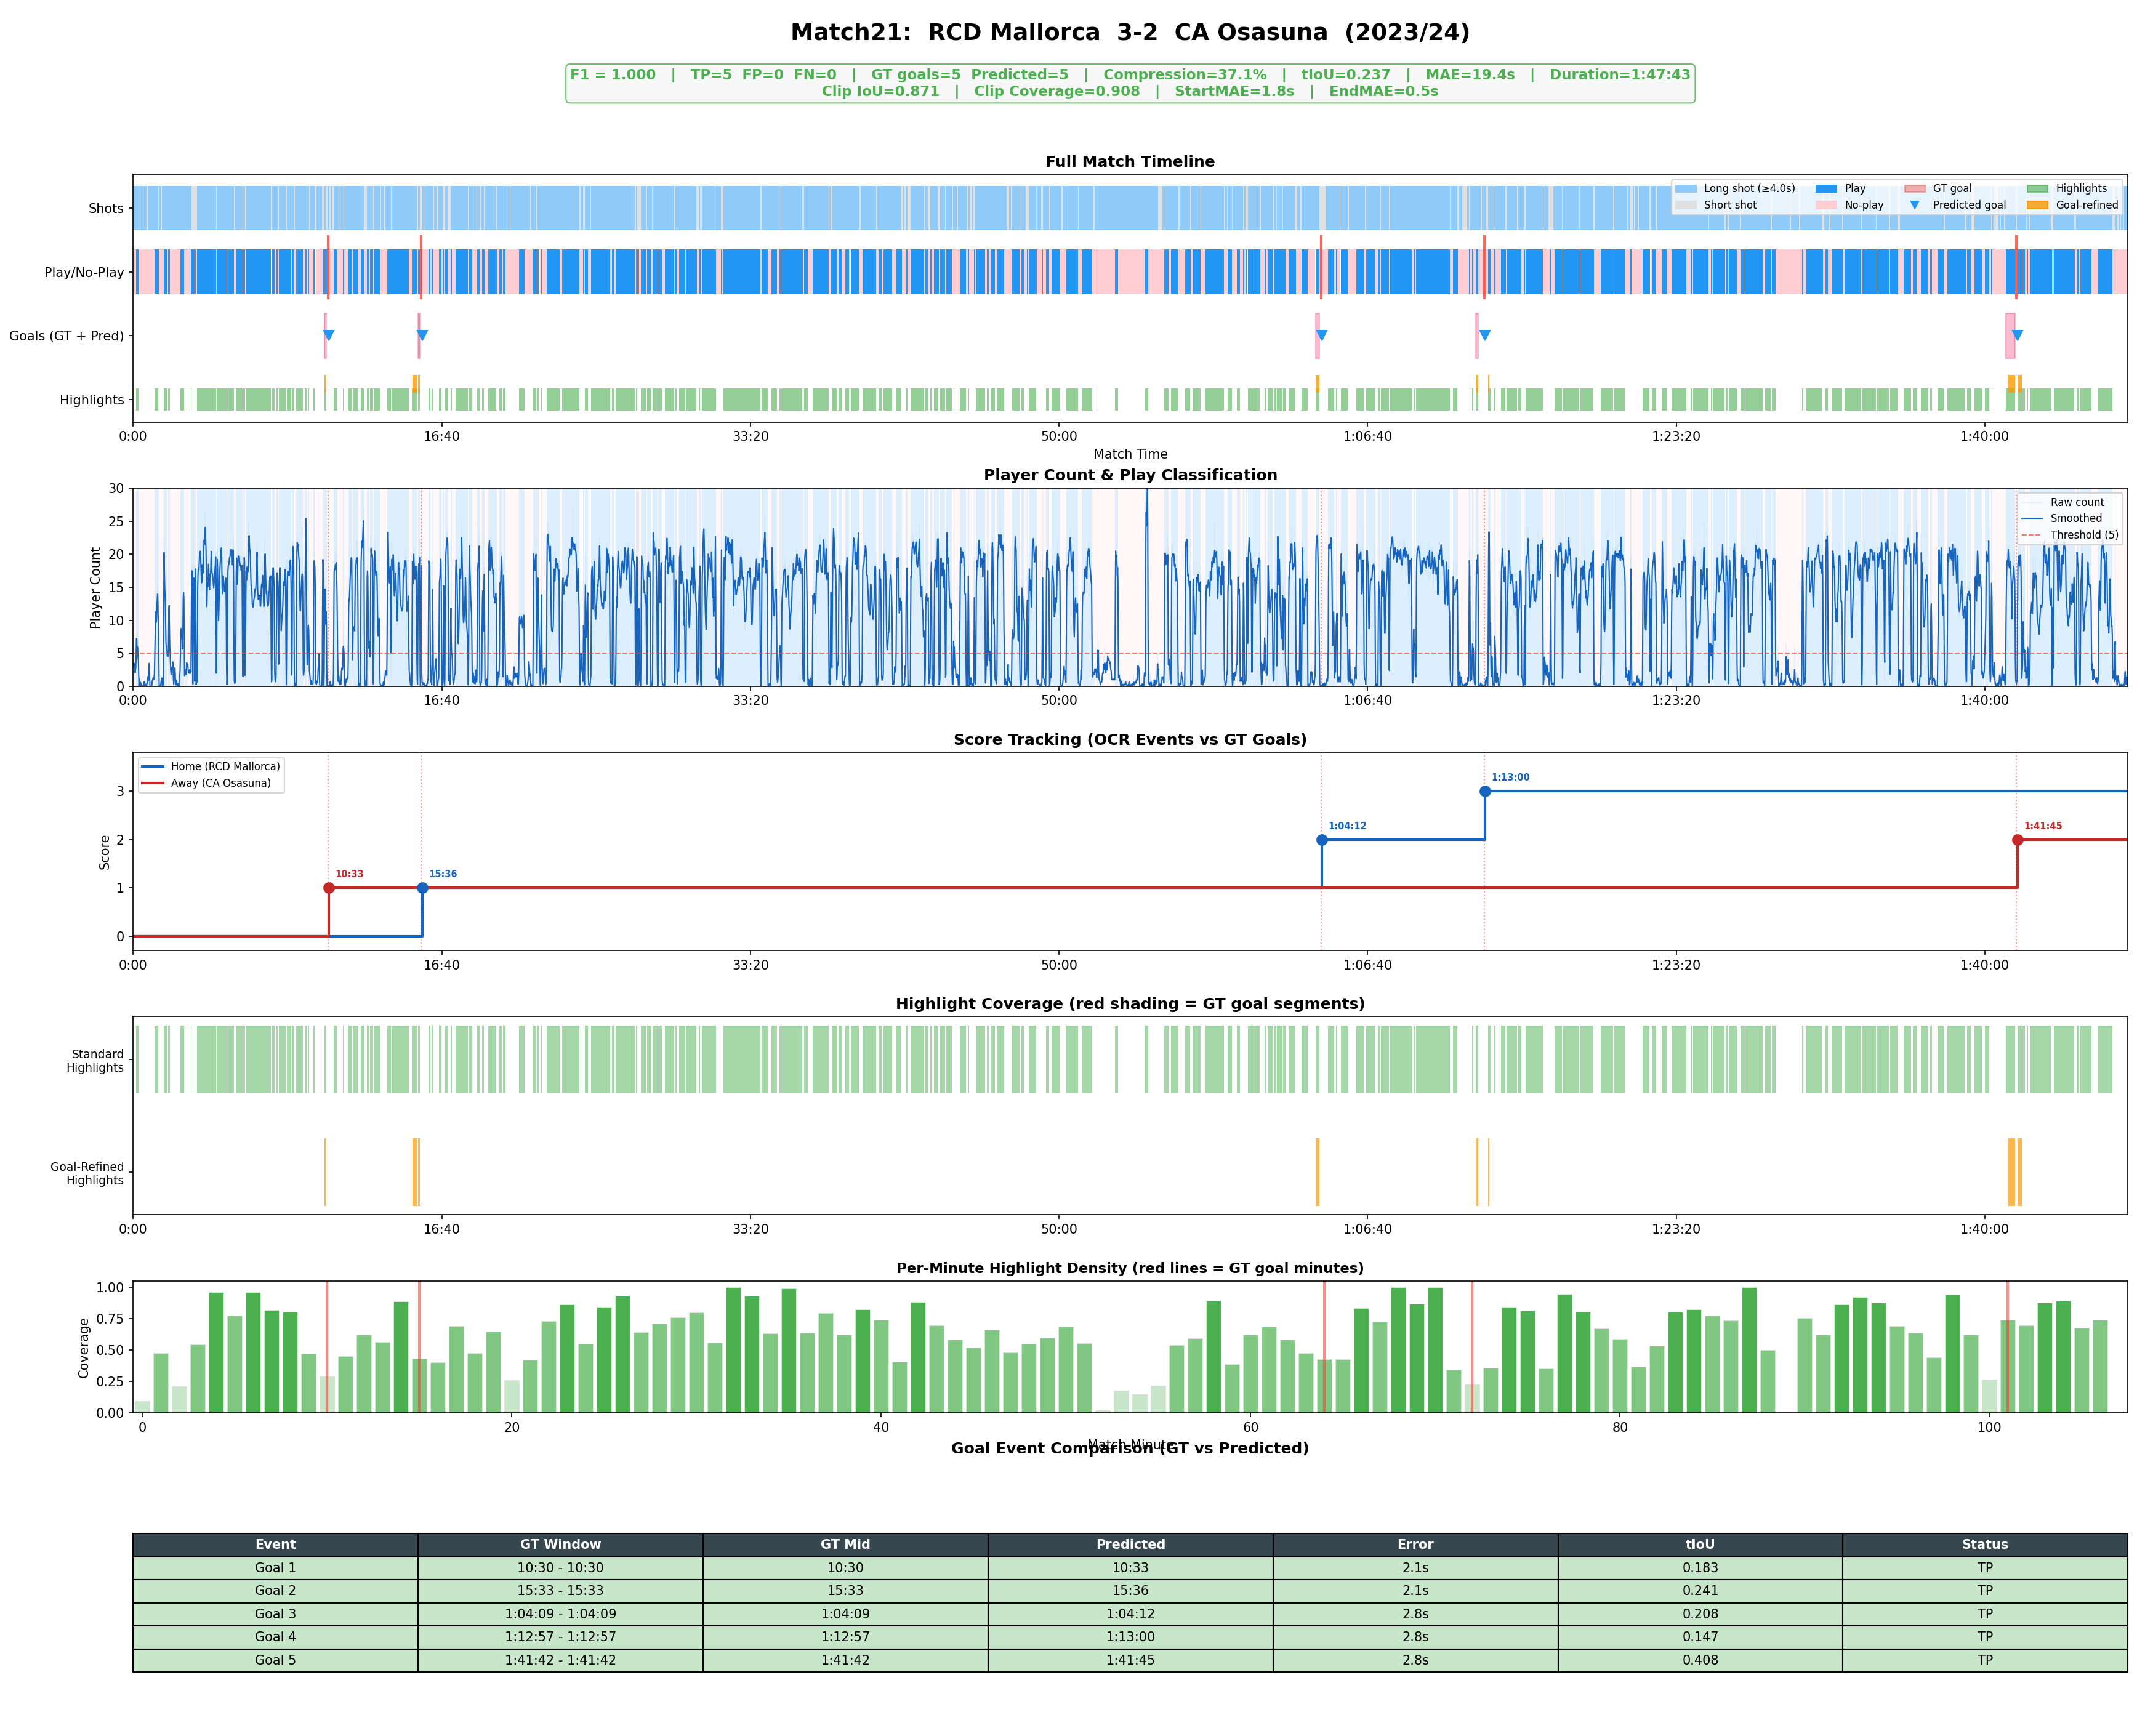 Match21:  RCD Mallorca  3-2  CA Osasuna  (2023/24)
F1 = 1.000   |   TP=5  FP=0  FN=0   |   GT goals=5  Predicted=5   |   Compression=37.1%   |   tIoU=0.237   |   MAE=19.4s   |   Duration=1:47:43
Clip IoU=0.871   |   Clip Coverage=0.908   |   StartMAE=1.8s   |   EndMAE=0.5s
Full Match Timeline
Long shot (≥4.0s) Play GT goal Highlights
Short shot No-play Predicted goal Goal-refined
Shots
Play/No-Play
Goals (GT + Pred)
Highlights
0:00 16:40 33:20 50:00 1:06:40 1:23:20 1:40:00
Match Time
Player Count & Play Classification
Raw count
Smoothed
Threshold (5)
Player Count
30
25
20
15
10
5
0
0:00 16:40 33:20 50:00 1:06:40 1:23:20 1:40:00
Score Tracking (OCR Events vs GT Goals)
Home (RCD Mallorca)
Away (CA Osasuna)
Score
3
2
1
0
10:33
15:36
1:04:12
1:13:00
1:41:45
0:00 16:40 33:20 50:00 1:06:40 1:23:20 1:40:00
Highlight Coverage (red shading = GT goal segments)
Standard
Highlights
Goal-Refined
Highlights
0:00 16:40 33:20 50:00 1:06:40 1:23:20 1:40:00
Per-Minute Highlight Density (red lines = GT goal minutes)
Coverage
1.00
0.75
0.50
0.25
0.00
0 20 40 60 80 100
Match Minute
Goal Event Comparison (GT vs Predicted)
Event GT Window GT Mid Predicted Error tIoU Status
Goal 1 10:30 - 10:30 10:30 10:33 2.1s 0.183 TP
Goal 2 15:33 - 15:33 15:33 15:36 2.1s 0.241 TP
Goal 3 1:04:09 - 1:04:09 1:04:09 1:04:12 2.8s 0.208 TP
Goal 4 1:12:57 - 1:12:57 1:12:57 1:13:00 2.8s 0.147 TP
Goal 5 1:41:42 - 1:41:42 1:41:42 1:41:45 2.8s 0.408 TP